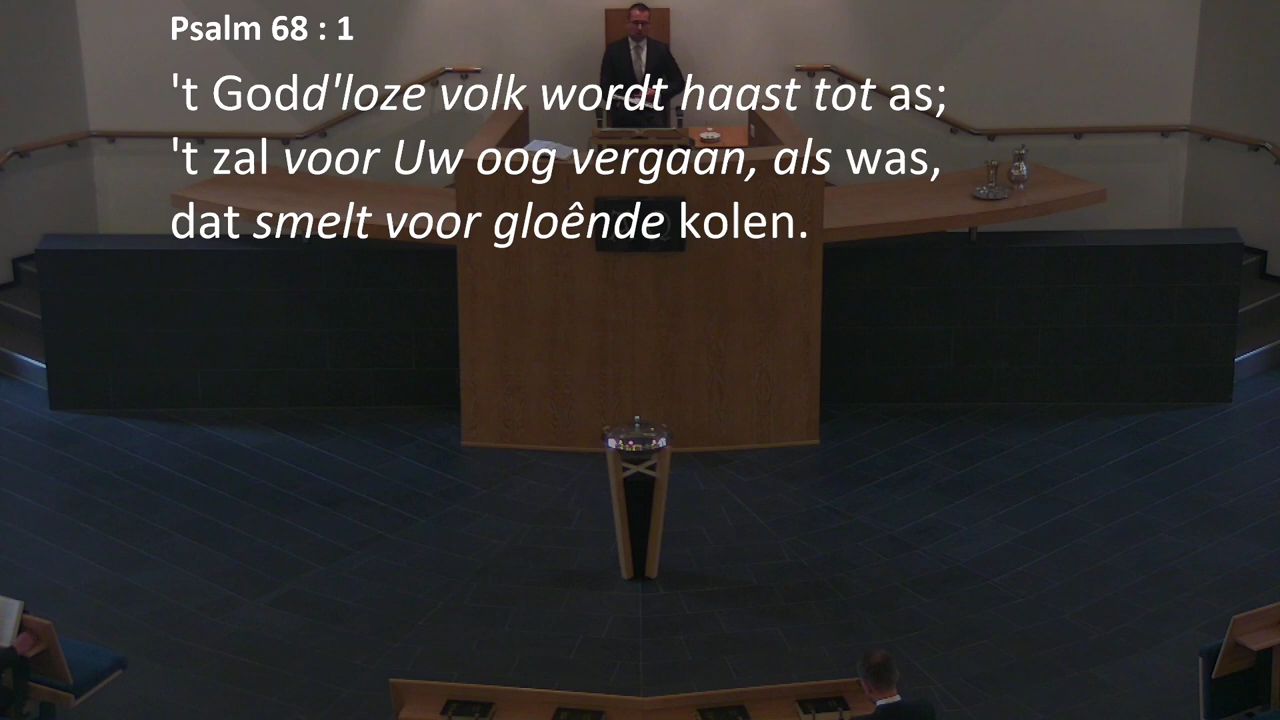 Psalm 68 : 1
't Godd'loze volk wordt haast tot as;
't zal voor Uw oog vergaan, als was,
dat smelt voor gloênde kolen.